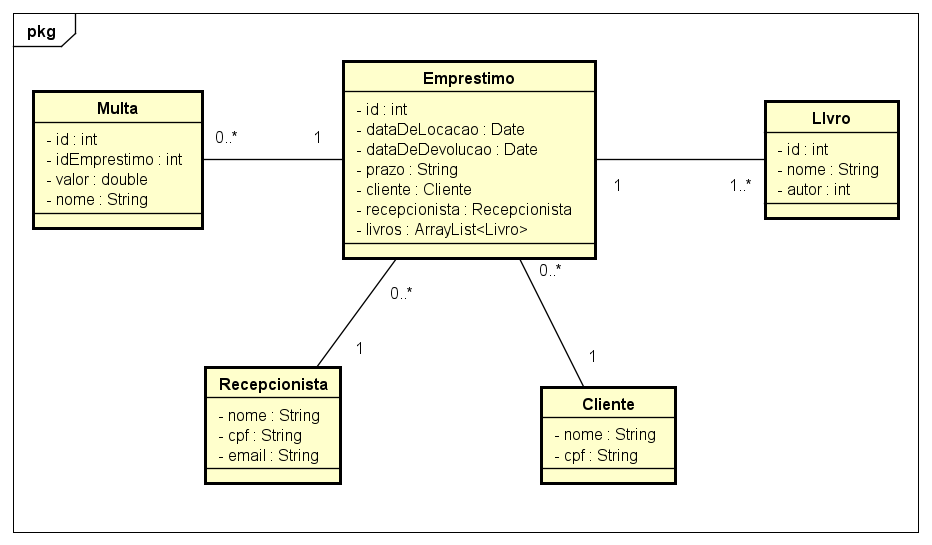 pkg
Multa
- id : int
- idEmprestimo : int
- valor : double
- nome : String
0..*
1
Emprestimo
- id : int
- dataDeLocacao : Date
- dataDeDevolucao : Date
- prazo : String
- cliente : Cliente
- recepcionista : Recepcionista
- livros : ArrayList<Livro>
1
1..*
LIvro
- id : int
- nome : String
- autor : int
0..*
1
0..*
1
Recepcionista
- nome : String
- cpf : String
- email : String
Cliente
- nome : String
- cpf : String